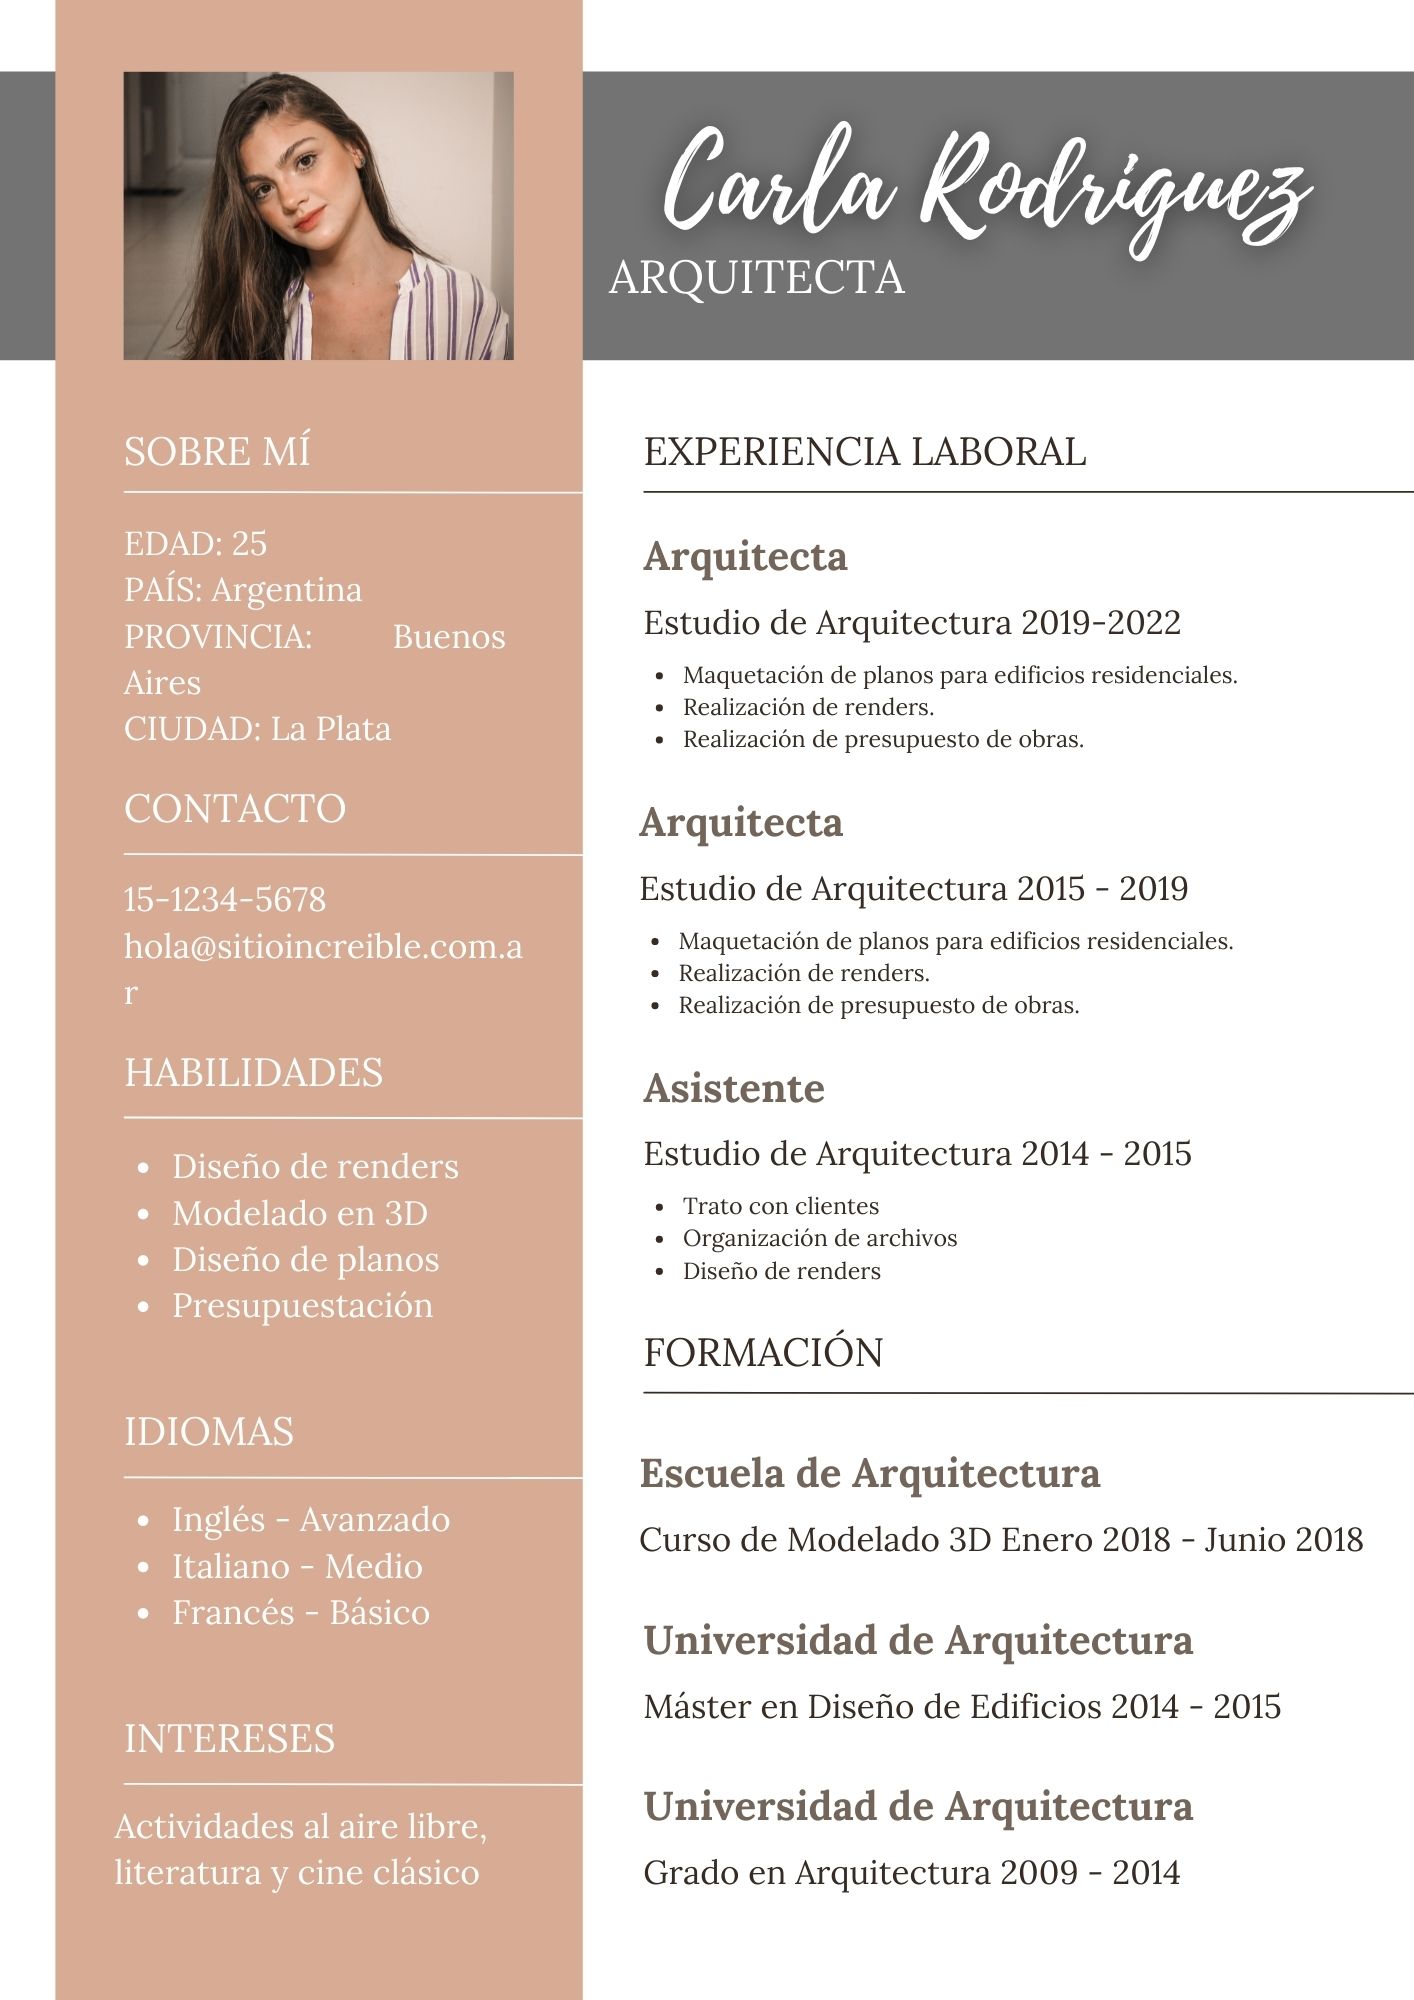 Carla Rodriguez
ARQUITECTA
SOBRE MÍ
EDAD: 25
PAÍS: Argentina
PROVINCIA: Buenos
Aires
CIUDAD: La Plata
CONTACTO
15-1234-5678
hola@sitioincreible.com.a
r
HABILIDADES
• Diseño de renders
• Modelado en 3D
• Diseño de planos
• Presupuestación
IDIOMAS
• Inglés - Avanzado
• Italiano - Medio
• Francés - Básico
INTERESES
Actividades al aire libre,
literatura y cine clásico
EXPERIENCIA LABORAL
Arquitecta
Estudio de Arquitectura 2019-2022
• Maquetación de planos para edificios residenciales.
• Realización de renders.
• Realización de presupuesto de obras.
Arquitecta
Estudio de Arquitectura 2015 - 2019
• Maquetación de planos para edificios residenciales.
• Realización de renders.
• Realización de presupuesto de obras.
Asistente
Estudio de Arquitectura 2014 - 2015
• Trato con clientes
• Organización de archivos
• Diseño de renders
FORMACIÓN
Escuela de Arquitectura
Curso de Modelado 3D Enero 2018 - Junio 2018
Universidad de Arquitectura
Máster en Diseño de Edificios 2014 - 2015
Universidad de Arquitectura
Grado en Arquitectura 2009 - 2014